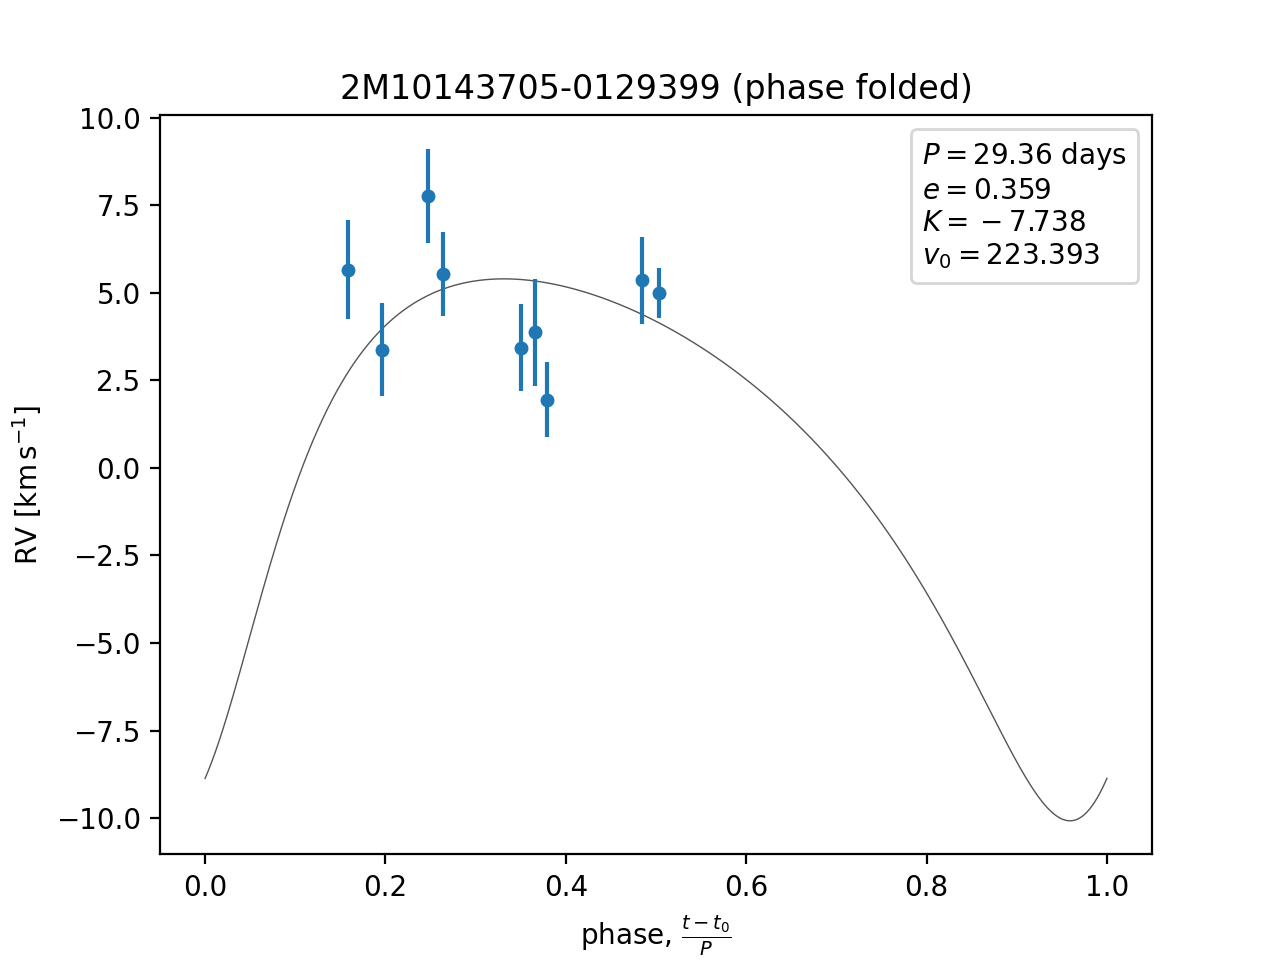 2M10143705-0129399 (phase folded)
P = 29.36 days
e = 0.359
K = −7.738
v₀ = 223.393
10.0
7.5
5.0
2.5
0.0
−2.5
−5.0
−7.5
−10.0
RV [km s⁻¹]
0.0 0.2 0.4 0.6 0.8 1.0
phase, (t − t₀)/P